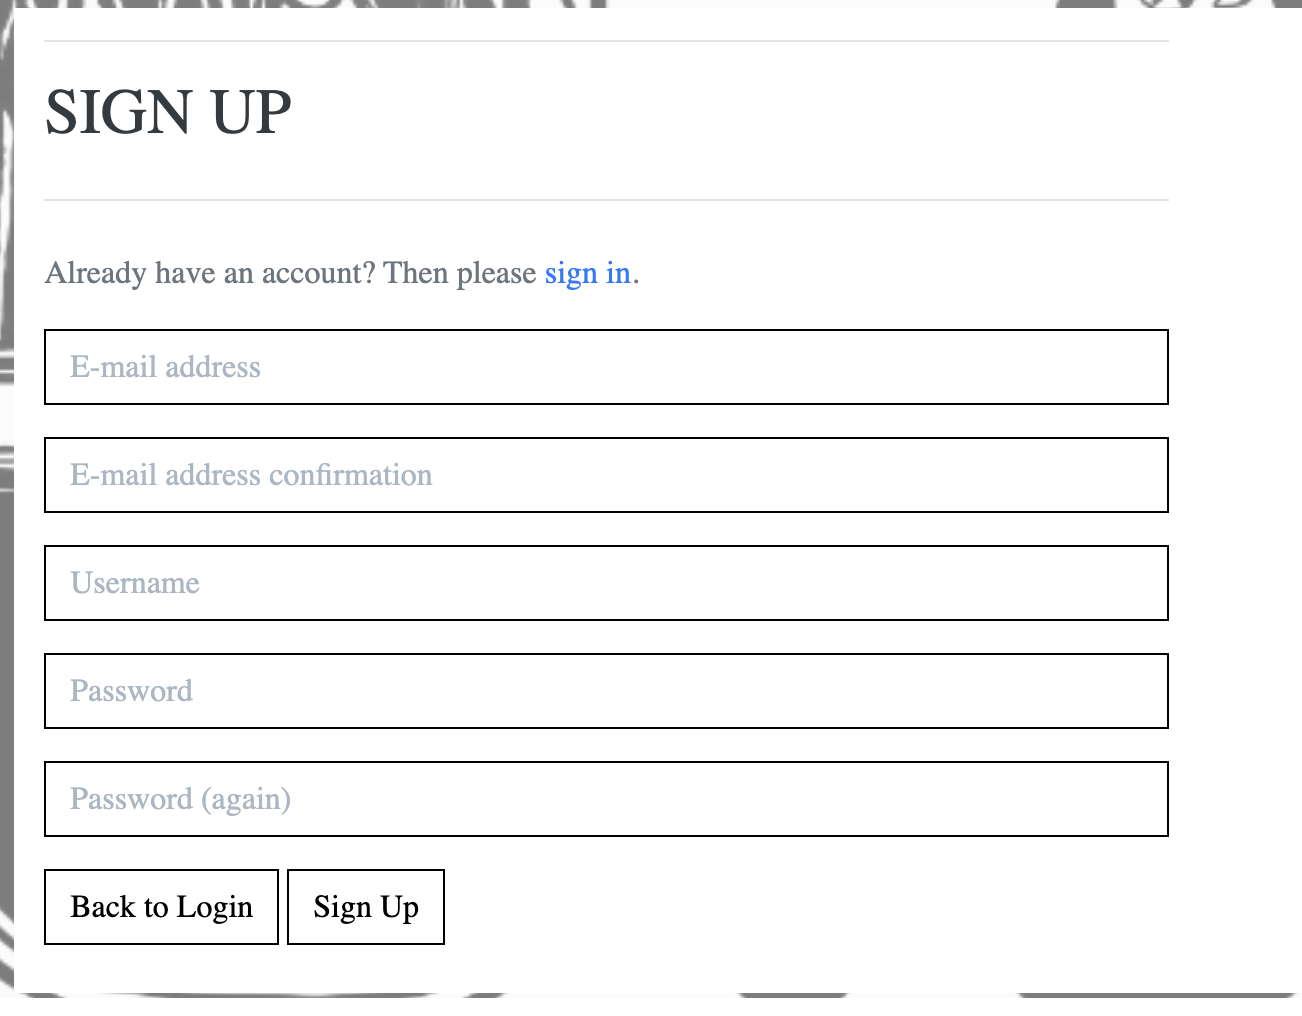 SIGN UP
Already have an account? Then please sign in.
E-mail address
E-mail address confirmation
Username
Password
Password (again)
Back to Login Sign Up